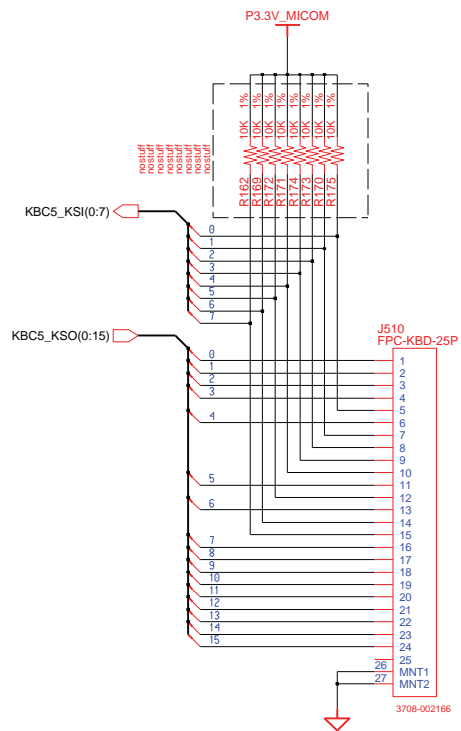 P3.3V_MICOM
10K 1%
10K 1%
10K 1%
10K 1%
10K 1%
10K 1%
10K 1%
10K 1%
nostuff
nostuff
nostuff
nostuff
nostuff
nostuff
nostuff
R162
R169
R172
R171
R174
R173
R170
R175
KBC5_KSI(0:7)
0
1
2
3
4
5
6
7
KBC5_KSO(0:15)
0
1
2
3
4
5
6
7
8
9
10
11
12
13
14
15
J510
FPC-KBD-25P
1
2
3
4
5
6
7
8
9
10
11
12
13
14
15
16
17
18
19
20
21
22
23
24
25
26 MNT1
27 MNT2
3708-002166